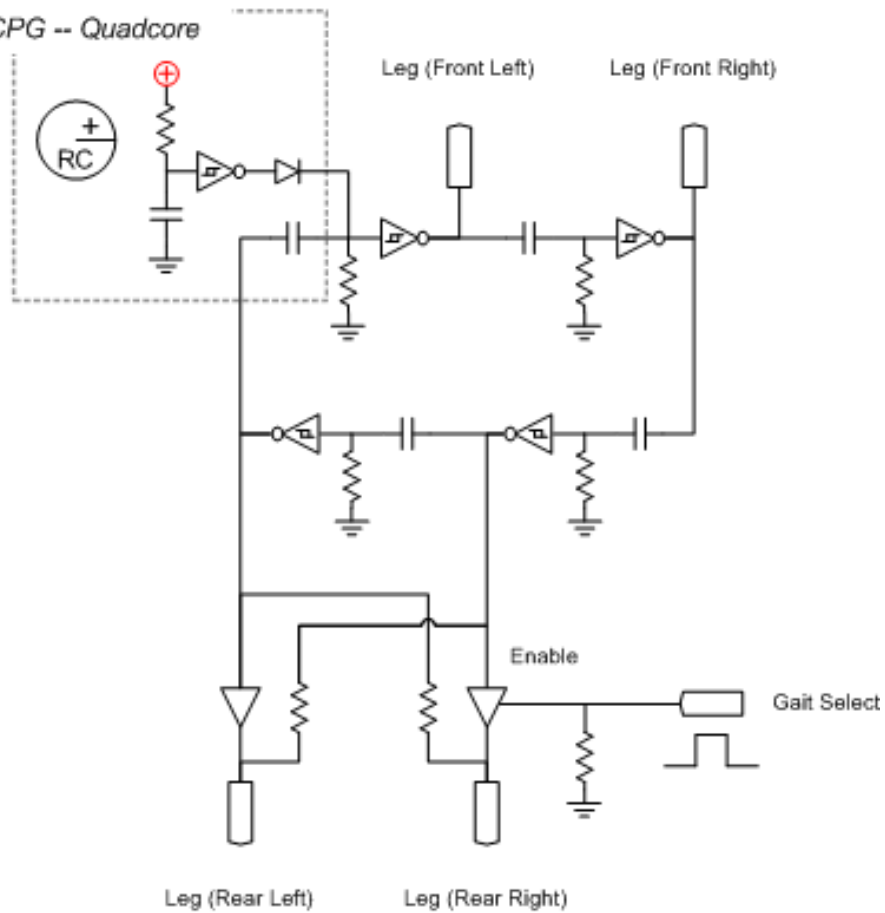 CPG -- Quadcore
Leg (Front Left)
Leg (Front Right)
+
RC
Enable
Gait Select
Leg (Rear Left)
Leg (Rear Right)